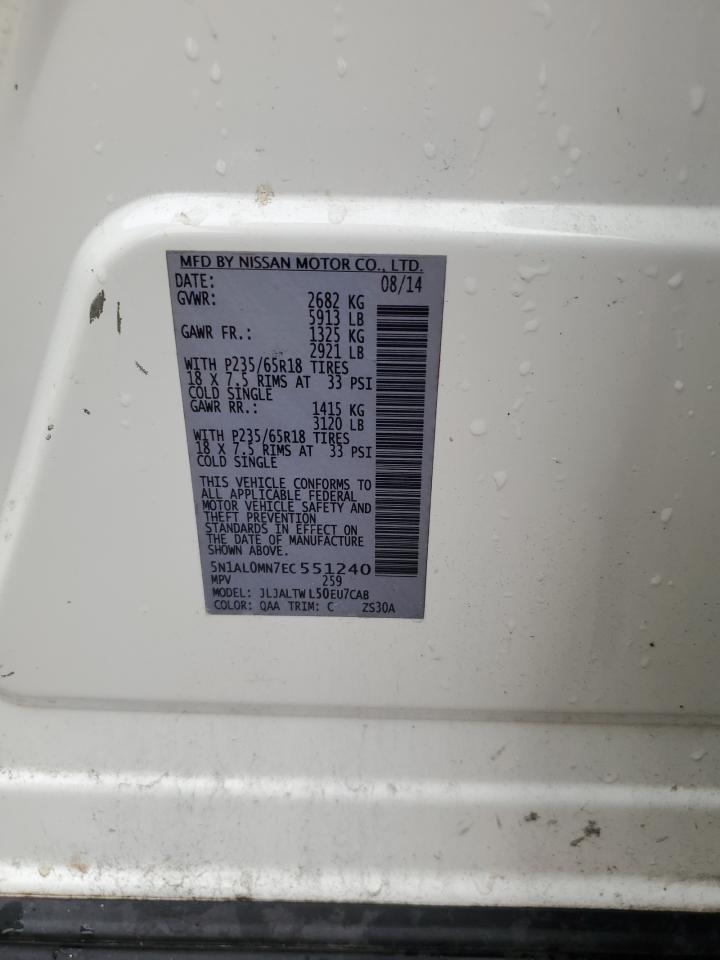 MFD BY NISSAN MOTOR CO., LTD.
DATE: 08/14
GVWR: 2682 KG
5913 LB
GAWR FR.: 1325 KG
2921 LB
WITH P235/65R18 TIRES
18 X 7.5 RIMS AT 33 PSI
COLD SINGLE
GAWR RR.: 1415 KG
3120 LB
WITH P235/65R18 TIRES
18 X 7.5 RIMS AT 33 PSI
COLD SINGLE
THIS VEHICLE CONFORMS TO
ALL APPLICABLE FEDERAL
MOTOR VEHICLE SAFETY AND
THEFT PREVENTION
STANDARDS IN EFFECT ON
THE DATE OF MANUFACTURE
SHOWN ABOVE.
5N1AL0MN7EC551240
MPV 259
MODEL: JLJALTWL50EU7CAB
COLOR: QAA TRIM: C ZS30A